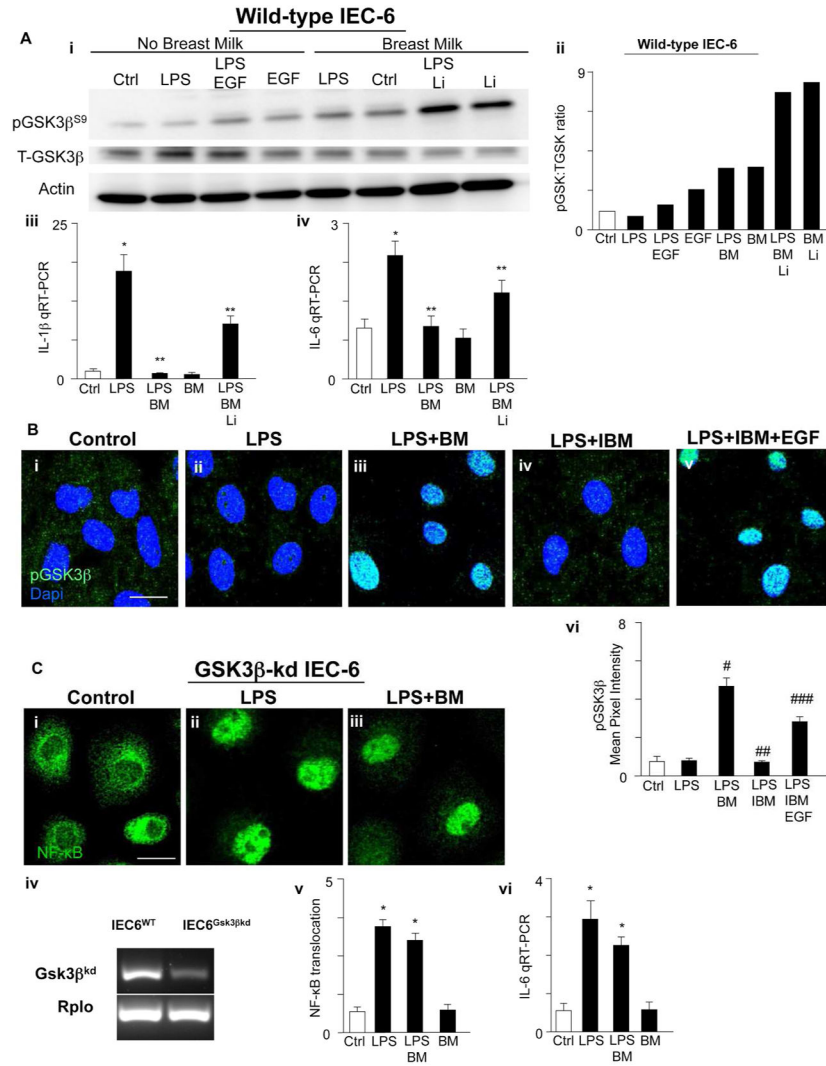 Wild-type IEC-6
A
i
No Breast Milk
Breast Milk
Ctrl LPS LPS EGF EGF LPS Ctrl LPS Li Li
pGSK3β^S9
T-GSK3β
Actin
ii
Wild-type IEC-6
pGSK:TGSK ratio
9
0
Ctrl LPS LPS EGF LPS BM LPS BM
EGF BM BM Li
Li
iii
IL-1β qRT-PCR
25
0
*
**
**
Ctrl LPS LPS BM LPS
BM BM
Li
iv
IL-6 qRT-PCR
3
0
*
**
**
Ctrl LPS LPS BM LPS
BM BM
Li
B
Control LPS LPS+BM LPS+IBM LPS+IBM+EGF
i ii iii iv v
pGSK3β
Dapi
vi
pGSK3β
Mean Pixel Intensity
8
0
#
##
###
Ctrl LPS LPS LPS LPS
BM IBM IBM
EGF
C
GSK3β-kd IEC-6
Control LPS LPS+BM
i ii iii
NF-κB
iv
IEC6^WT IEC6^Gsk3βkd
Gsk3β^kd
Rplo
v
NF-κB translocation
5
0
* *
Ctrl LPS LPS BM
BM
vi
IL-6 qRT-PCR
4
0
* *
Ctrl LPS LPS BM
BM